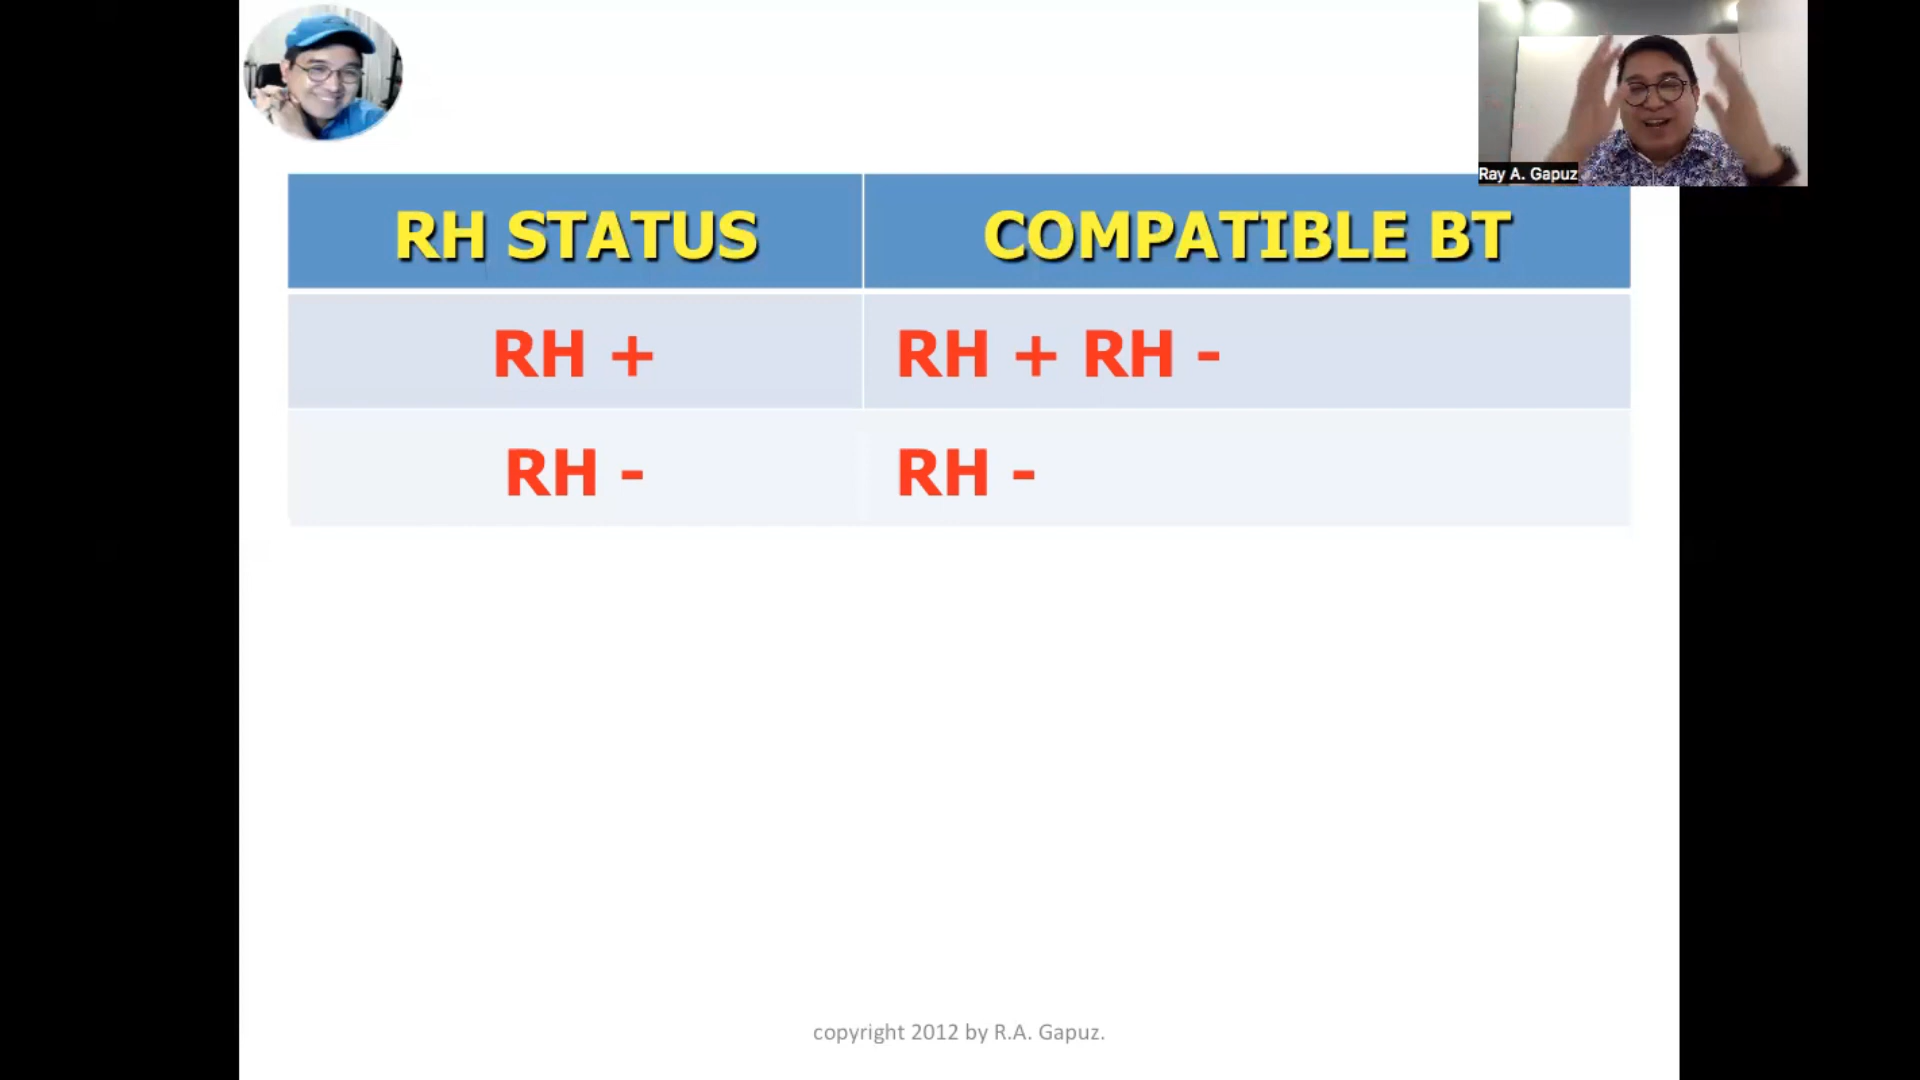 Ray A. Gapuz
RH STATUS COMPATIBLE BT
RH + RH + RH -
RH - RH -
copyright 2012 by R.A. Gapuz.